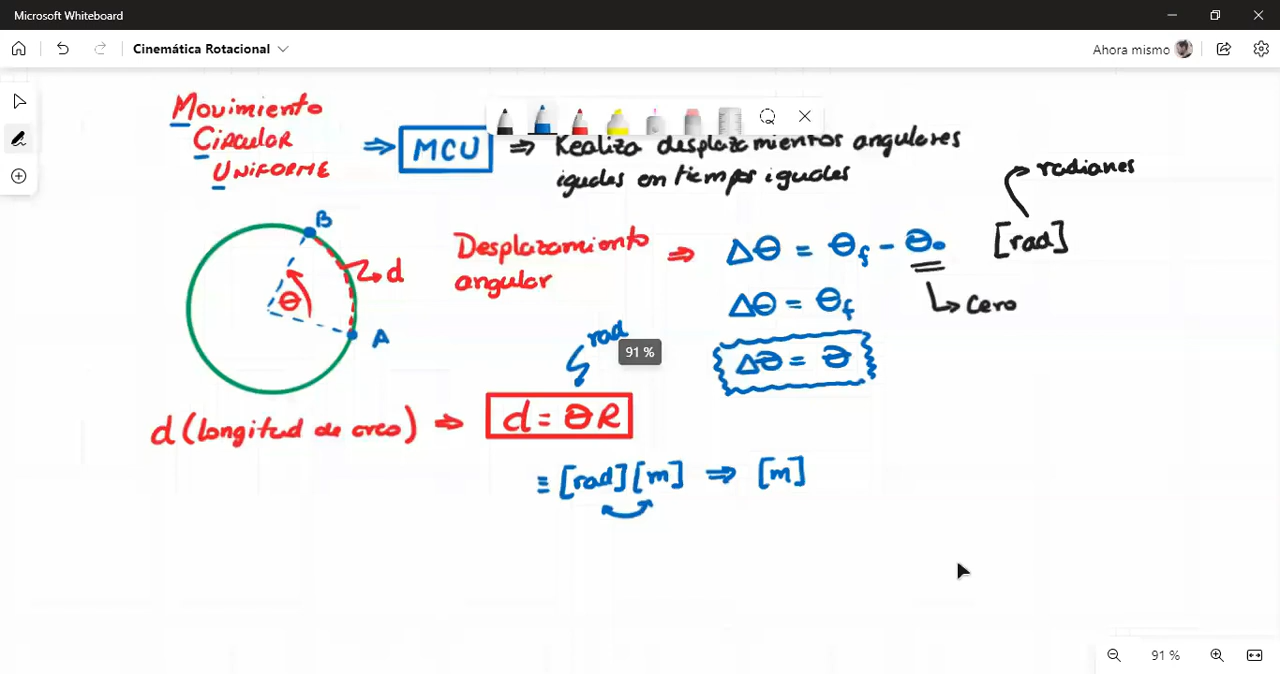 Microsoft Whiteboard
Cinemática Rotacional
Ahora mismo
Movimiento
Circular
UNIFORME
⇒ MCU ⇒ Realiza desplazamientos angulares
iguales en tiempos iguales
radianes
[rad]
B
d
θ
A
Desplazamiento
angular
⇒ Δθ = θf - θo
Cero
Δθ = θf
Δθ = θ
rad
91 %
d (longitud de arco) ⇒ d = θR
≡ [rad][m] ⇒ [m]
91 %